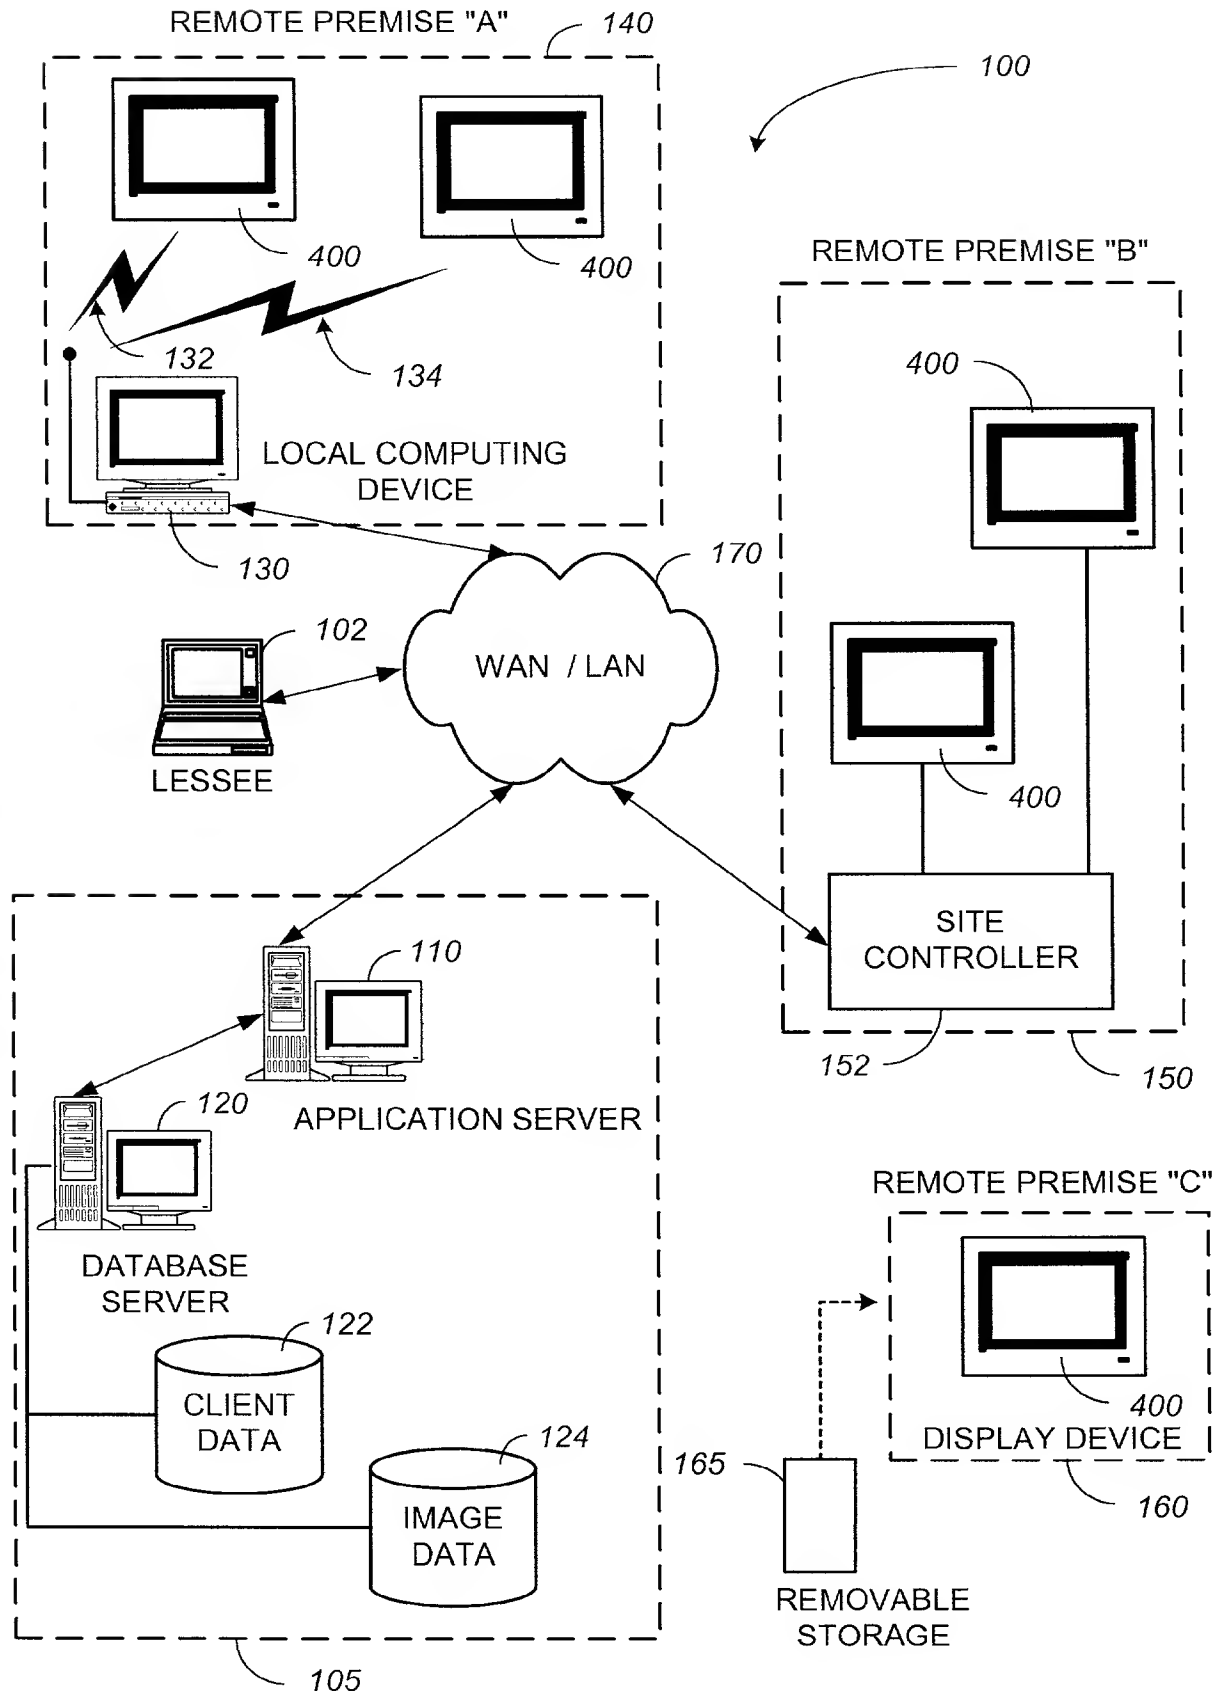 REMOTE PREMISE "A"
140
100
400
400
132
134
LOCAL COMPUTING
DEVICE
130
REMOTE PREMISE "B"
400
400
SITE
CONTROLLER
152
150
170
WAN / LAN
102
LESSEE
110
APPLICATION SERVER
120
DATABASE
SERVER
122
CLIENT
DATA
124
IMAGE
DATA
105
REMOTE PREMISE "C"
400
DISPLAY DEVICE
160
165
REMOVABLE
STORAGE